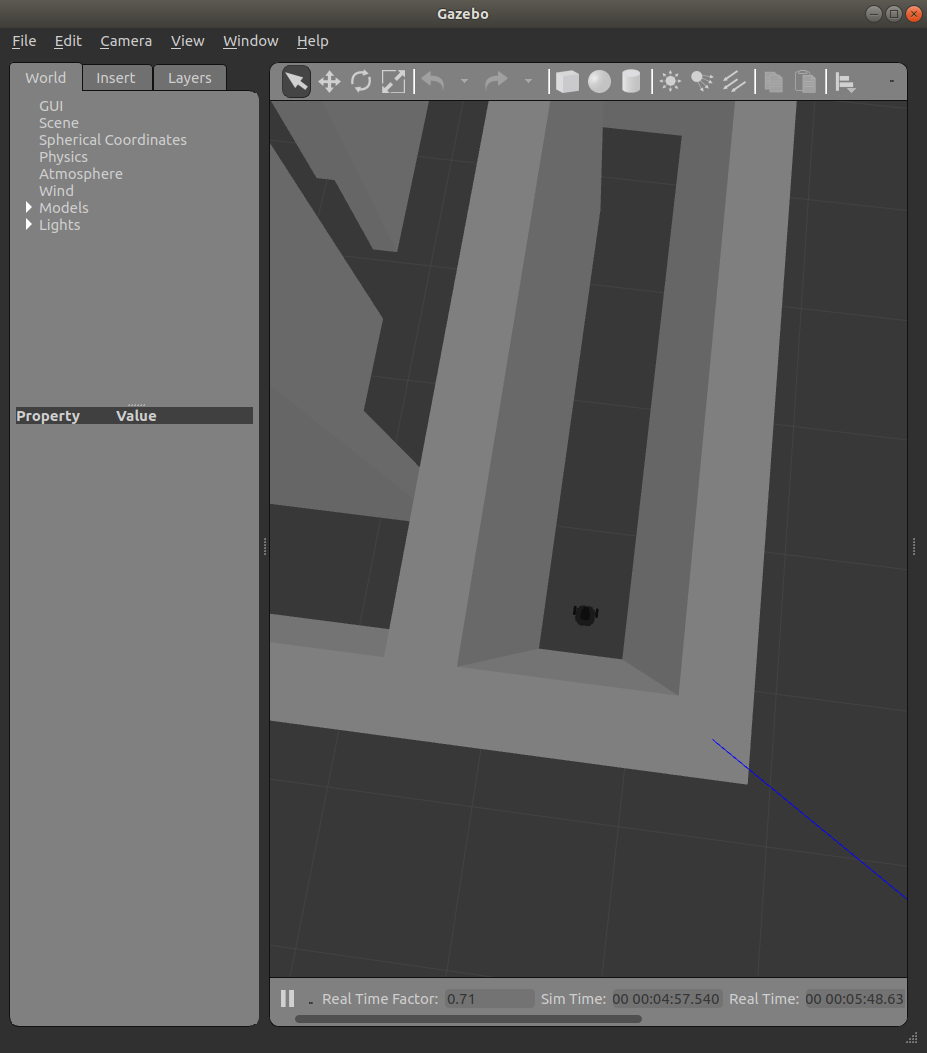 Gazebo
File Edit Camera View Window Help
World Insert Layers
GUI
Scene
Spherical Coordinates
Physics
Atmosphere
Wind
Models
Lights
Property Value
Real Time Factor: 0.71 Sim Time: 00 00:04:57.540 Real Time: 00 00:05:48.63